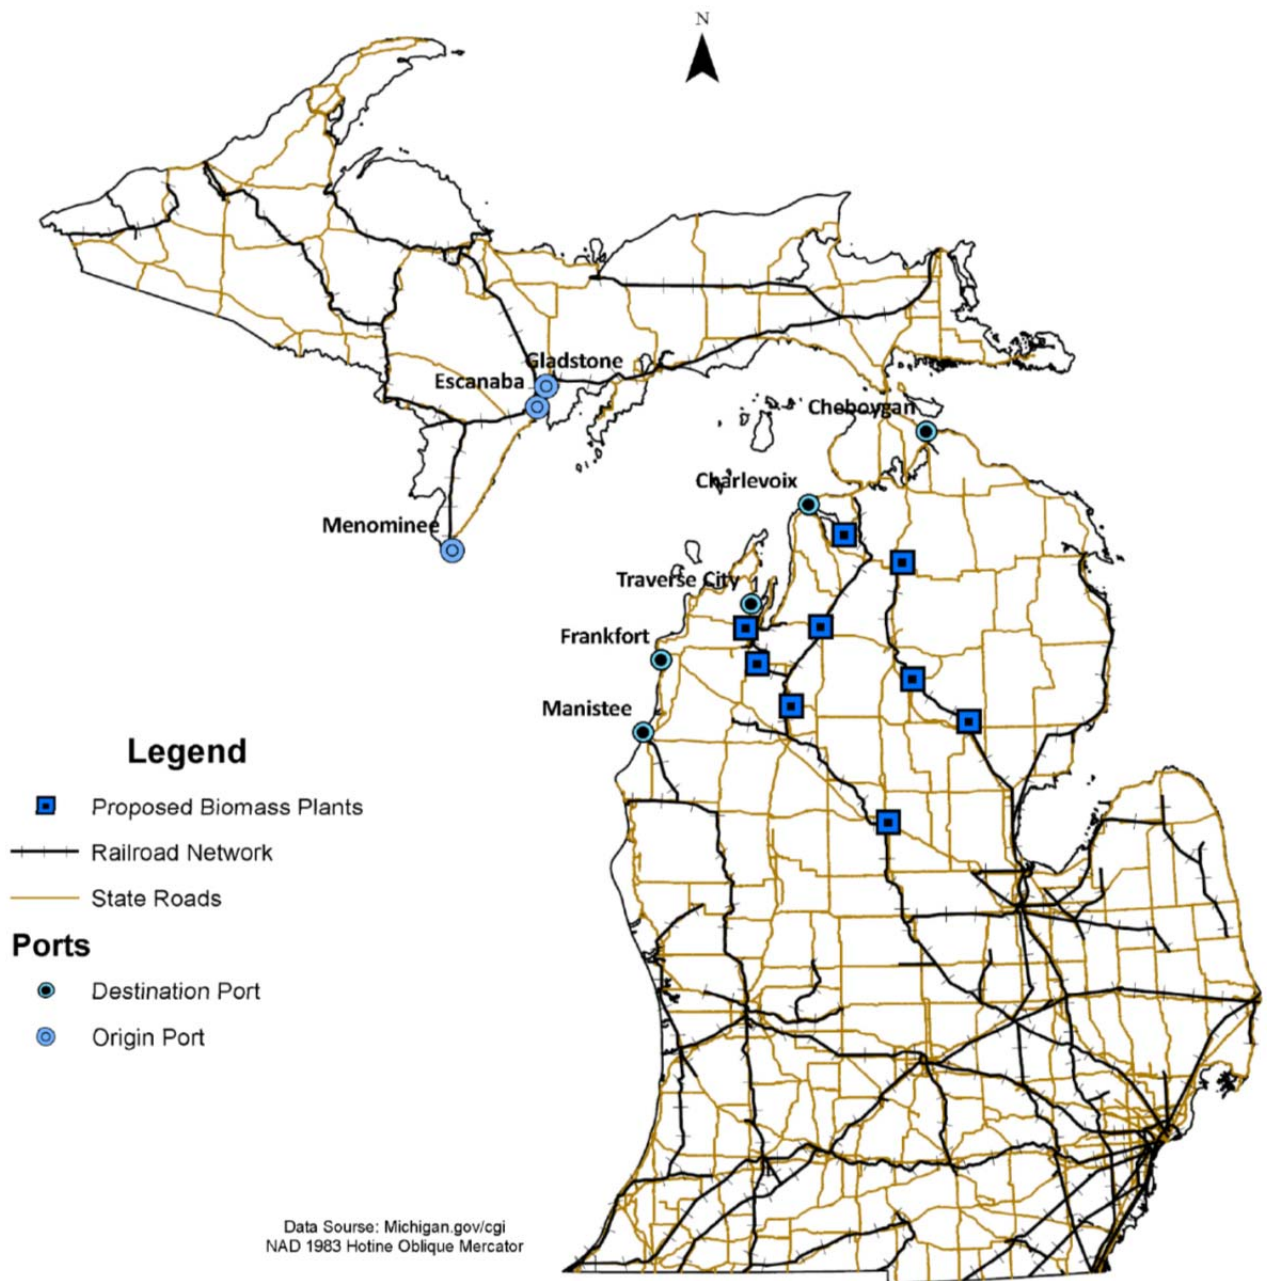 N
Gladstone
Escanaba
Cheboygan
Charlevoix
Menominee
Traverse City
Frankfort
Manistee
Legend
Proposed Biomass Plants
Railroad Network
State Roads
Ports
Destination Port
Origin Port
Data Sourse: Michigan.gov/cgi
NAD 1983 Hotine Oblique Mercator